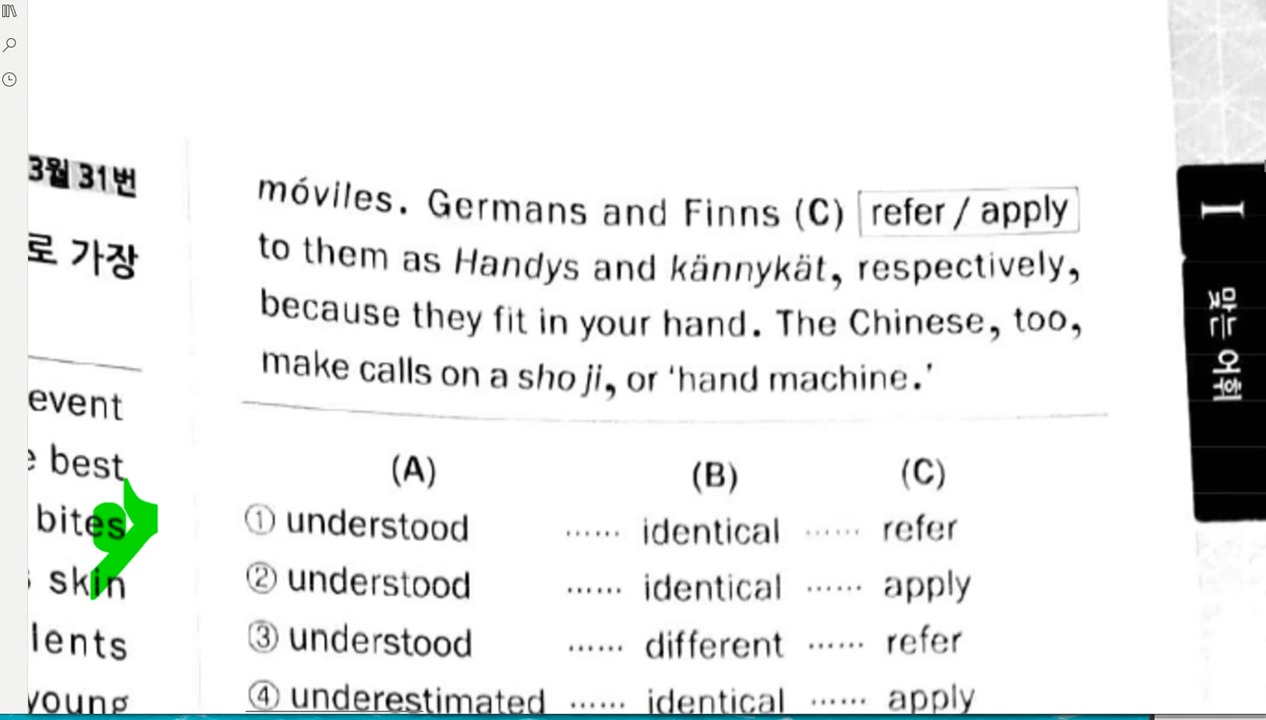 3월 31번
로 가장
event
best
bites
skin
lents
young
móviles. Germans and Finns (C) refer / apply
to them as Handys and kännykät, respectively,
because they fit in your hand. The Chinese, too,
make calls on a sho ji, or ‘hand machine.’
(A) (B) (C)
① understood …… identical …… refer
② understood …… identical …… apply
③ understood …… different …… refer
④ underestimated …… identical …… apply
I
맞는 어휘